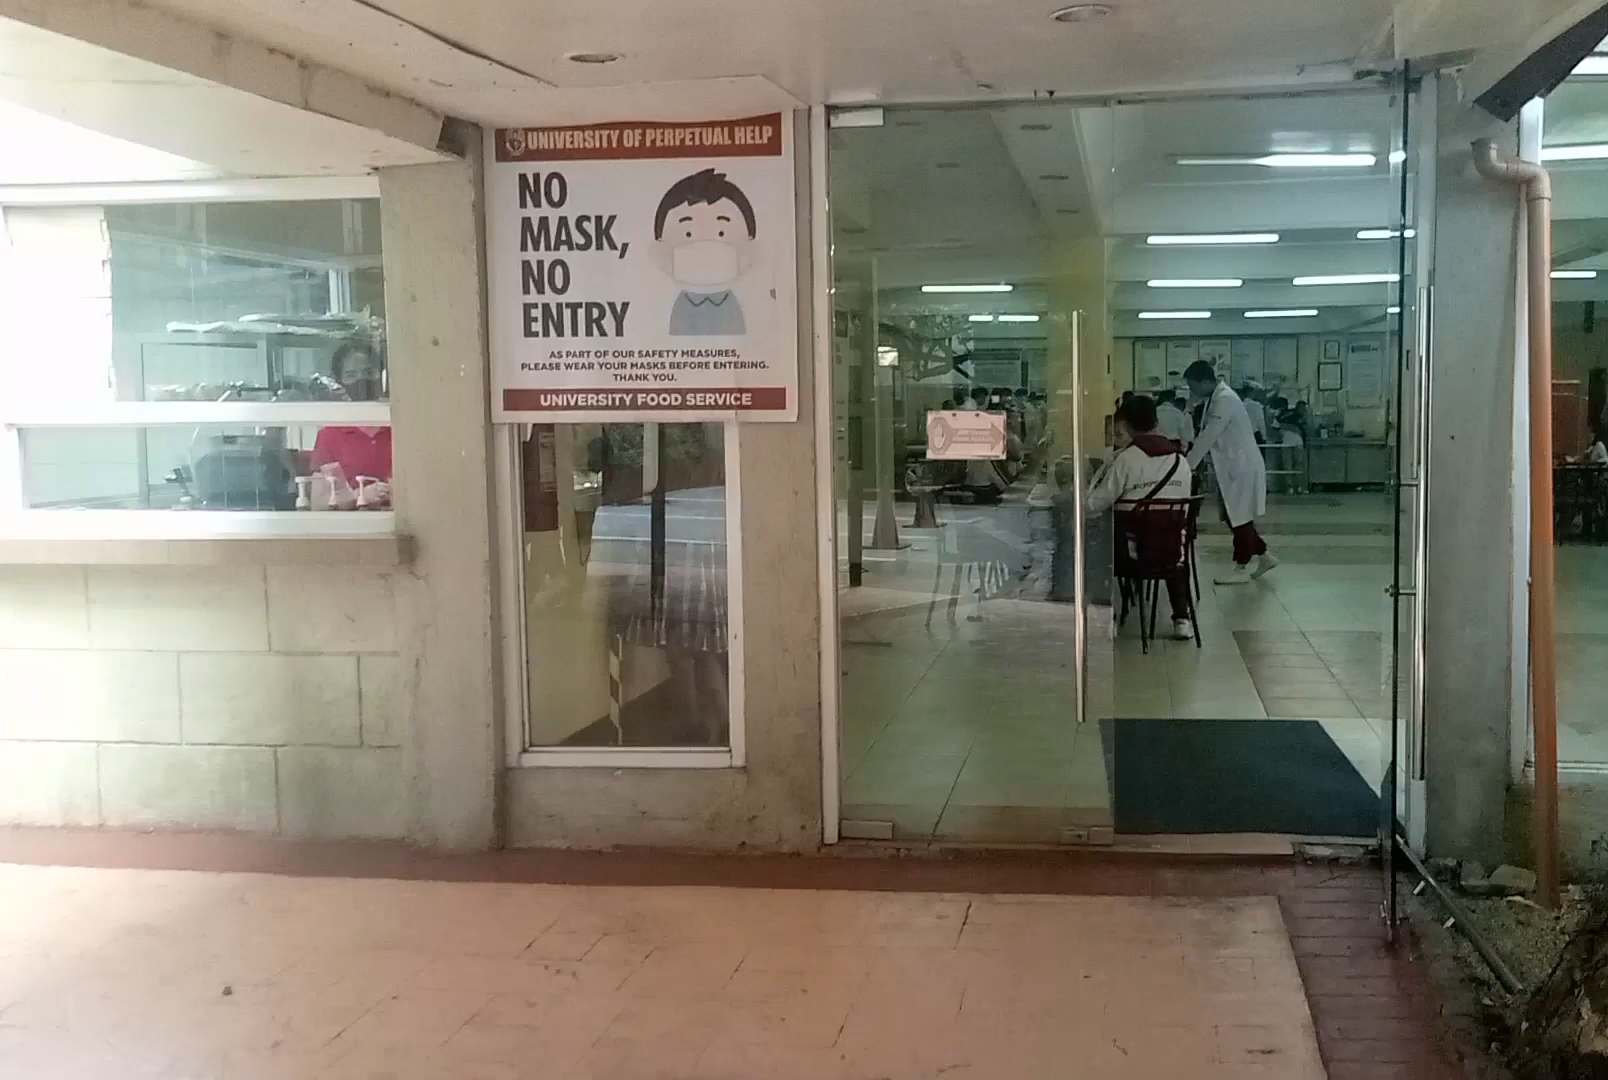 UNIVERSITY OF PERPETUAL HELP
NO
MASK,
NO
ENTRY
AS PART OF OUR SAFETY MEASURES,
PLEASE WEAR YOUR MASKS BEFORE ENTERING.
THANK YOU.
UNIVERSITY FOOD SERVICE